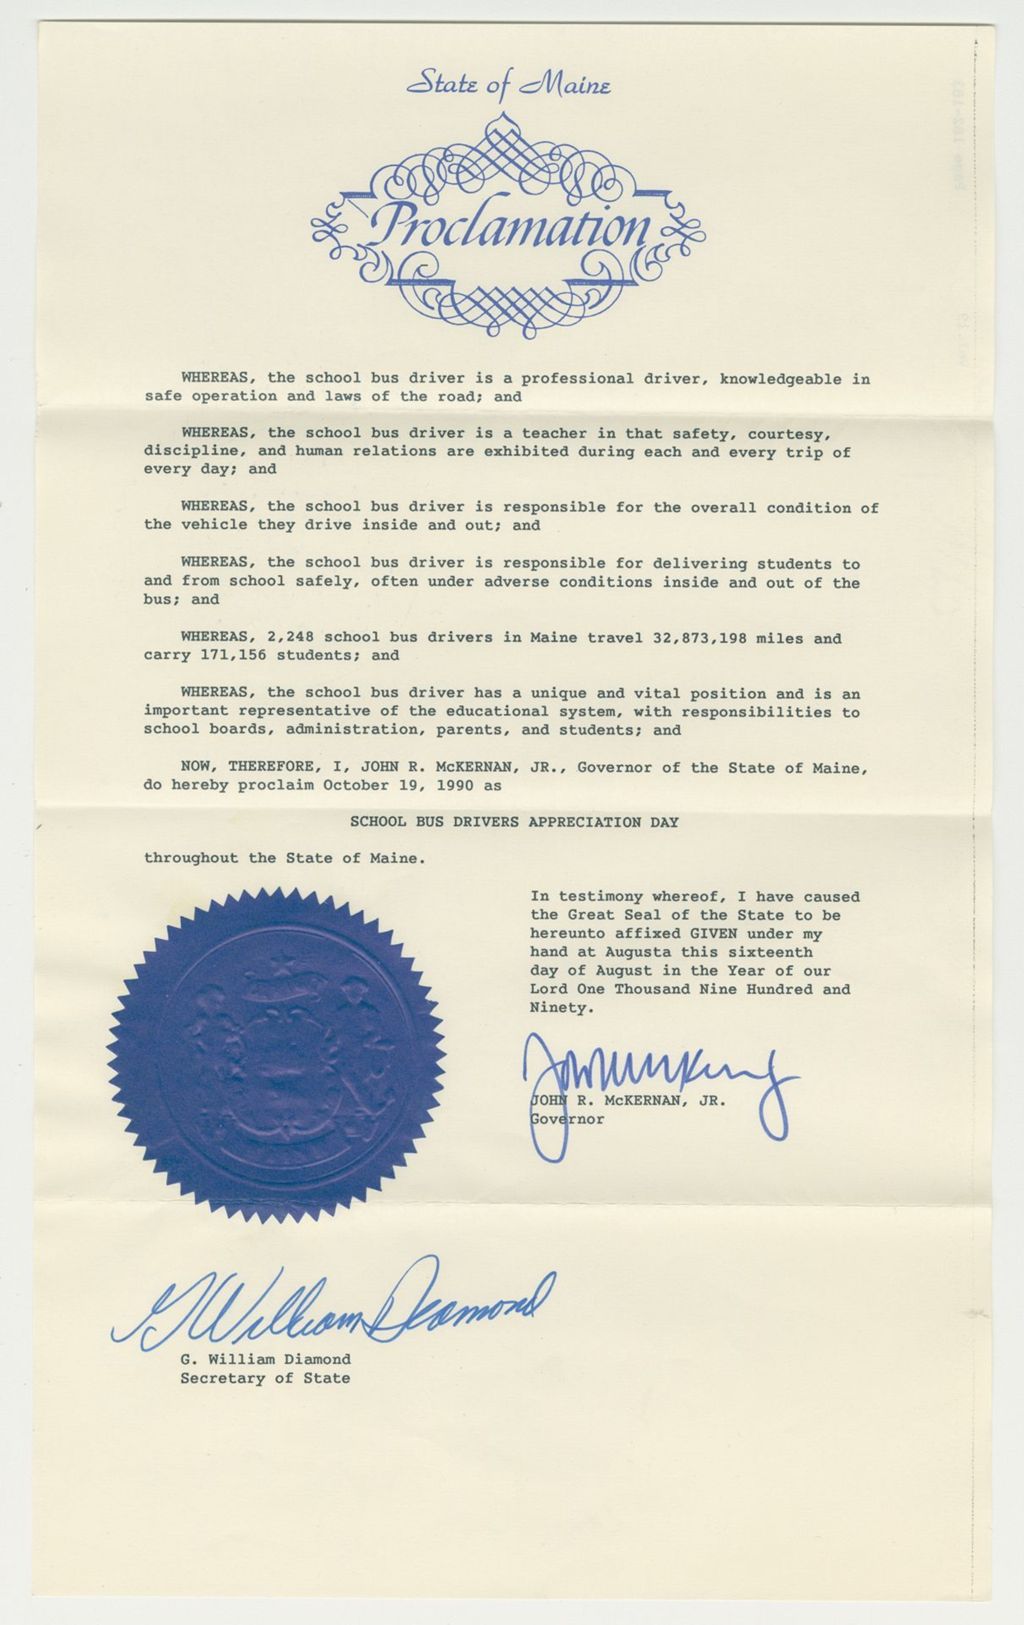 State of Maine
Proclamation
WHEREAS, the school bus driver is a professional driver, knowledgeable in
safe operation and laws of the road; and
WHEREAS, the school bus driver is a teacher in that safety, courtesy,
discipline, and human relations are exhibited during each and every trip of
every day; and
WHEREAS, the school bus driver is responsible for the overall condition of
the vehicle they drive inside and out; and
WHEREAS, the school bus driver is responsible for delivering students to
and from school safely, often under adverse conditions inside and out of the
bus; and
WHEREAS, 2,248 school bus drivers in Maine travel 32,873,198 miles and
carry 171,156 students; and
WHEREAS, the school bus driver has a unique and vital position and is an
important representative of the educational system, with responsibilities to
school boards, administration, parents, and students; and
NOW, THEREFORE, I, JOHN R. McKERNAN, JR., Governor of the State of Maine,
do hereby proclaim October 19, 1990 as
SCHOOL BUS DRIVERS APPRECIATION DAY
throughout the State of Maine.
In testimony whereof, I have caused
the Great Seal of the State to be
hereunto affixed GIVEN under my
hand at Augusta this sixteenth
day of August in the Year of our
Lord One Thousand Nine Hundred and
Ninety.
JOHN R. McKERNAN, JR.
Governor
G William Diamond
G. William Diamond
Secretary of State